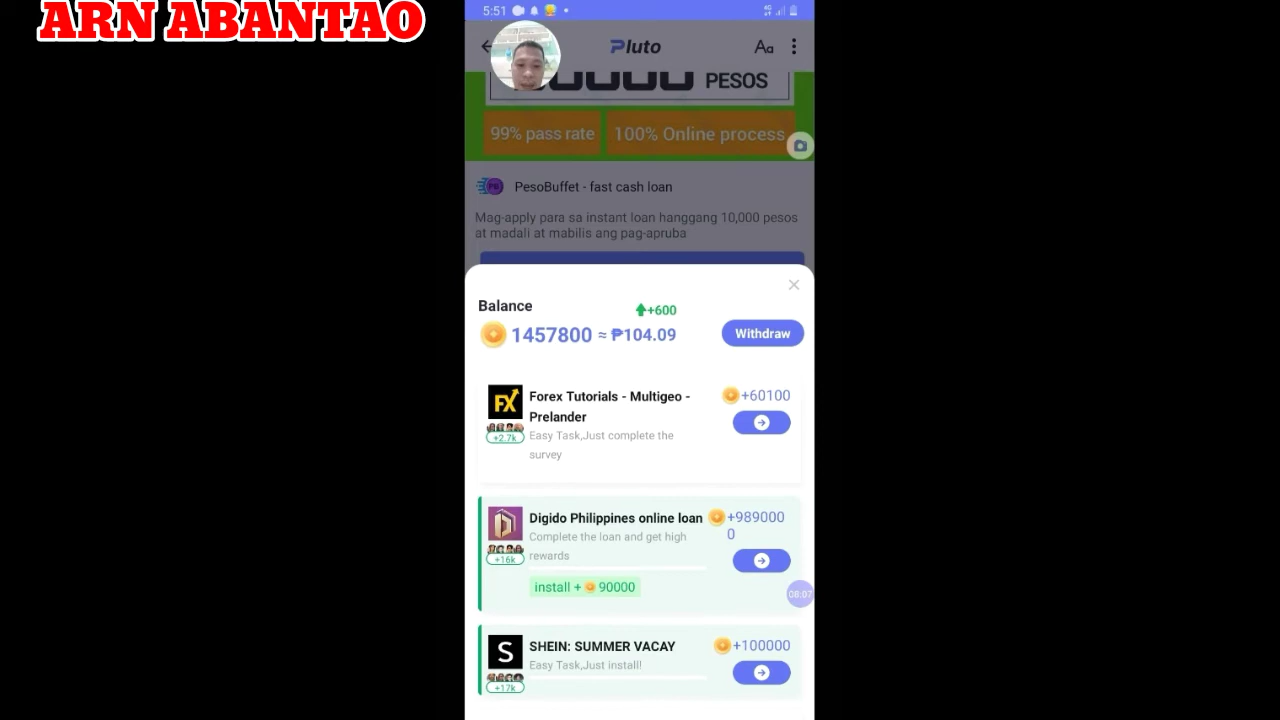 ARN ABANTAO
5:51
Pluto
Aa
PESOS
99% pass rate
100% Online process
PesoBuffet - fast cash loan
Mag-apply para sa instant loan hanggang 10,000 pesos
at madali at mabilis ang pag-apruba
Balance
+600
1457800 ≈ ₱104.09
Withdraw
Forex Tutorials - Multigeo -
Prelander
+60100
Easy Task,Just complete the
survey
+2.7k
Digido Philippines online loan
+989000
0
Complete the loan and get high
rewards
+16k
install + 90000
08:07
S
SHEIN: SUMMER VACAY
+100000
Easy Task,Just install!
+17k